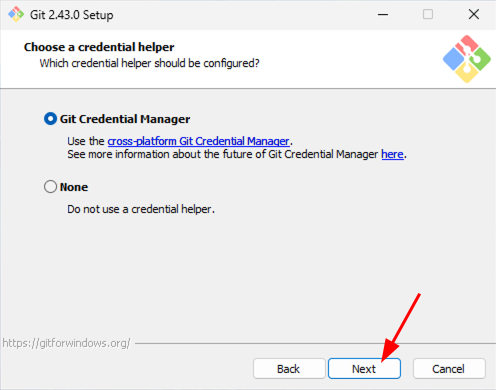 Git 2.43.0 Setup
Choose a credential helper
Which credential helper should be configured?
Git Credential Manager
Use the cross-platform Git Credential Manager.
See more information about the future of Git Credential Manager here.
None
Do not use a credential helper.
https://gitforwindows.org/
Back Next Cancel